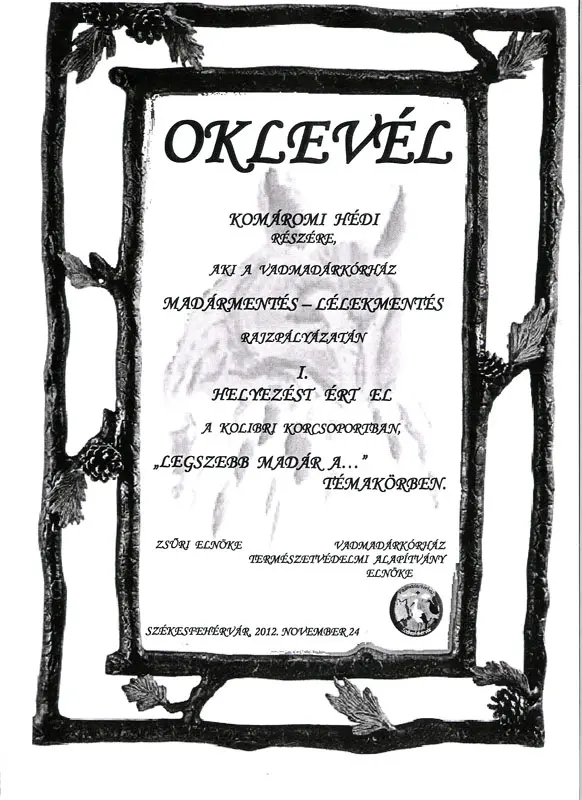 OKLEVÉL
KOMÁROMI HÉDI
RÉSZÉRE,
AKI A VADMADÁRKÓRHÁZ
MADÁRMENTÉS – LÉLEKMENTÉS
RAJZPÁLYÁZATÁN
I.
HELYEZÉST ÉRT EL
A KOLIBRI KORCSOPORTBAN,
„LEGSZEBB MADÁR A…”
TÉMAKÖRBEN.
ZSŰRI ELNÖKE
VADMADÁRKÓRHÁZ
TERMÉSZETVÉDELMI ALAPÍTVÁNY
ELNÖKE
SZÉKESFEHÉRVÁR, 2012. NOVEMBER 24